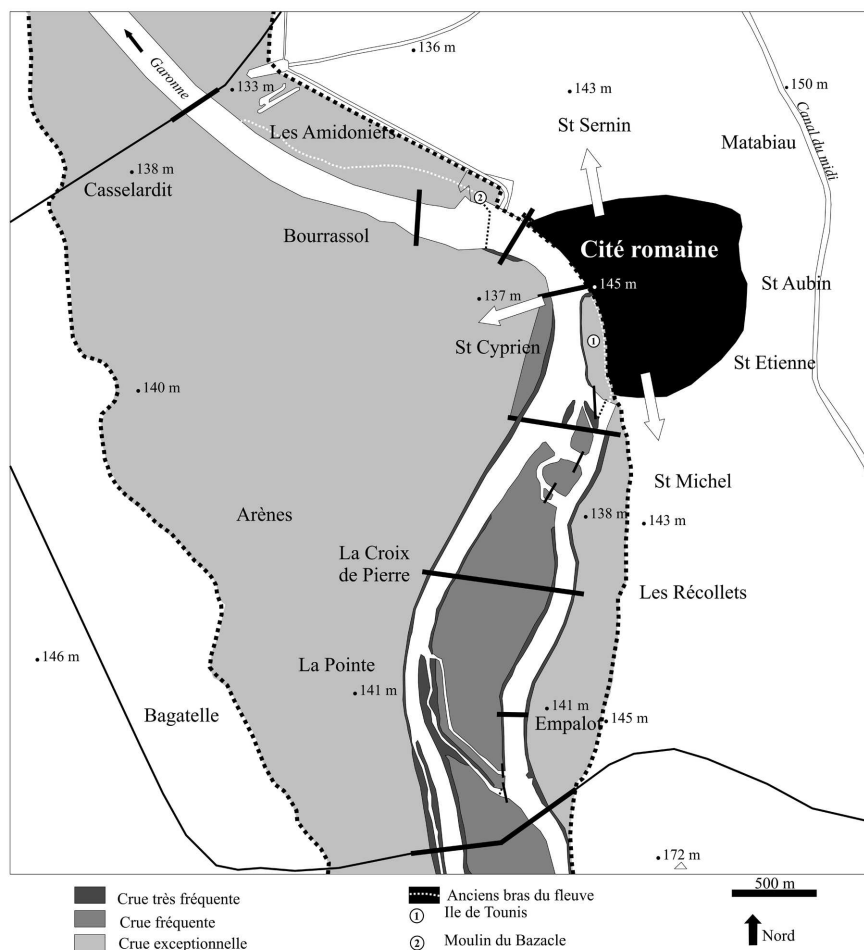 136 m
Garonne
133 m
143 m
150 m
St Sernin
Canal du midi
Les Amidoniers
Matabiau
138 m
Casselardit
2
Bourrassol
Cité romaine
137 m
145 m
St Aubin
St Cyprien
1
St Etienne
140 m
St Michel
Arènes
138 m
143 m
La Croix
de Pierre
Les Récollets
146 m
La Pointe
141 m
141 m
Bagatelle
Empalot
145 m
172 m
Crue très fréquente
Crue fréquente
Crue exceptionnelle
Anciens bras du fleuve
1 Ile de Tounis
2 Moulin du Bazacle
500 m
Nord